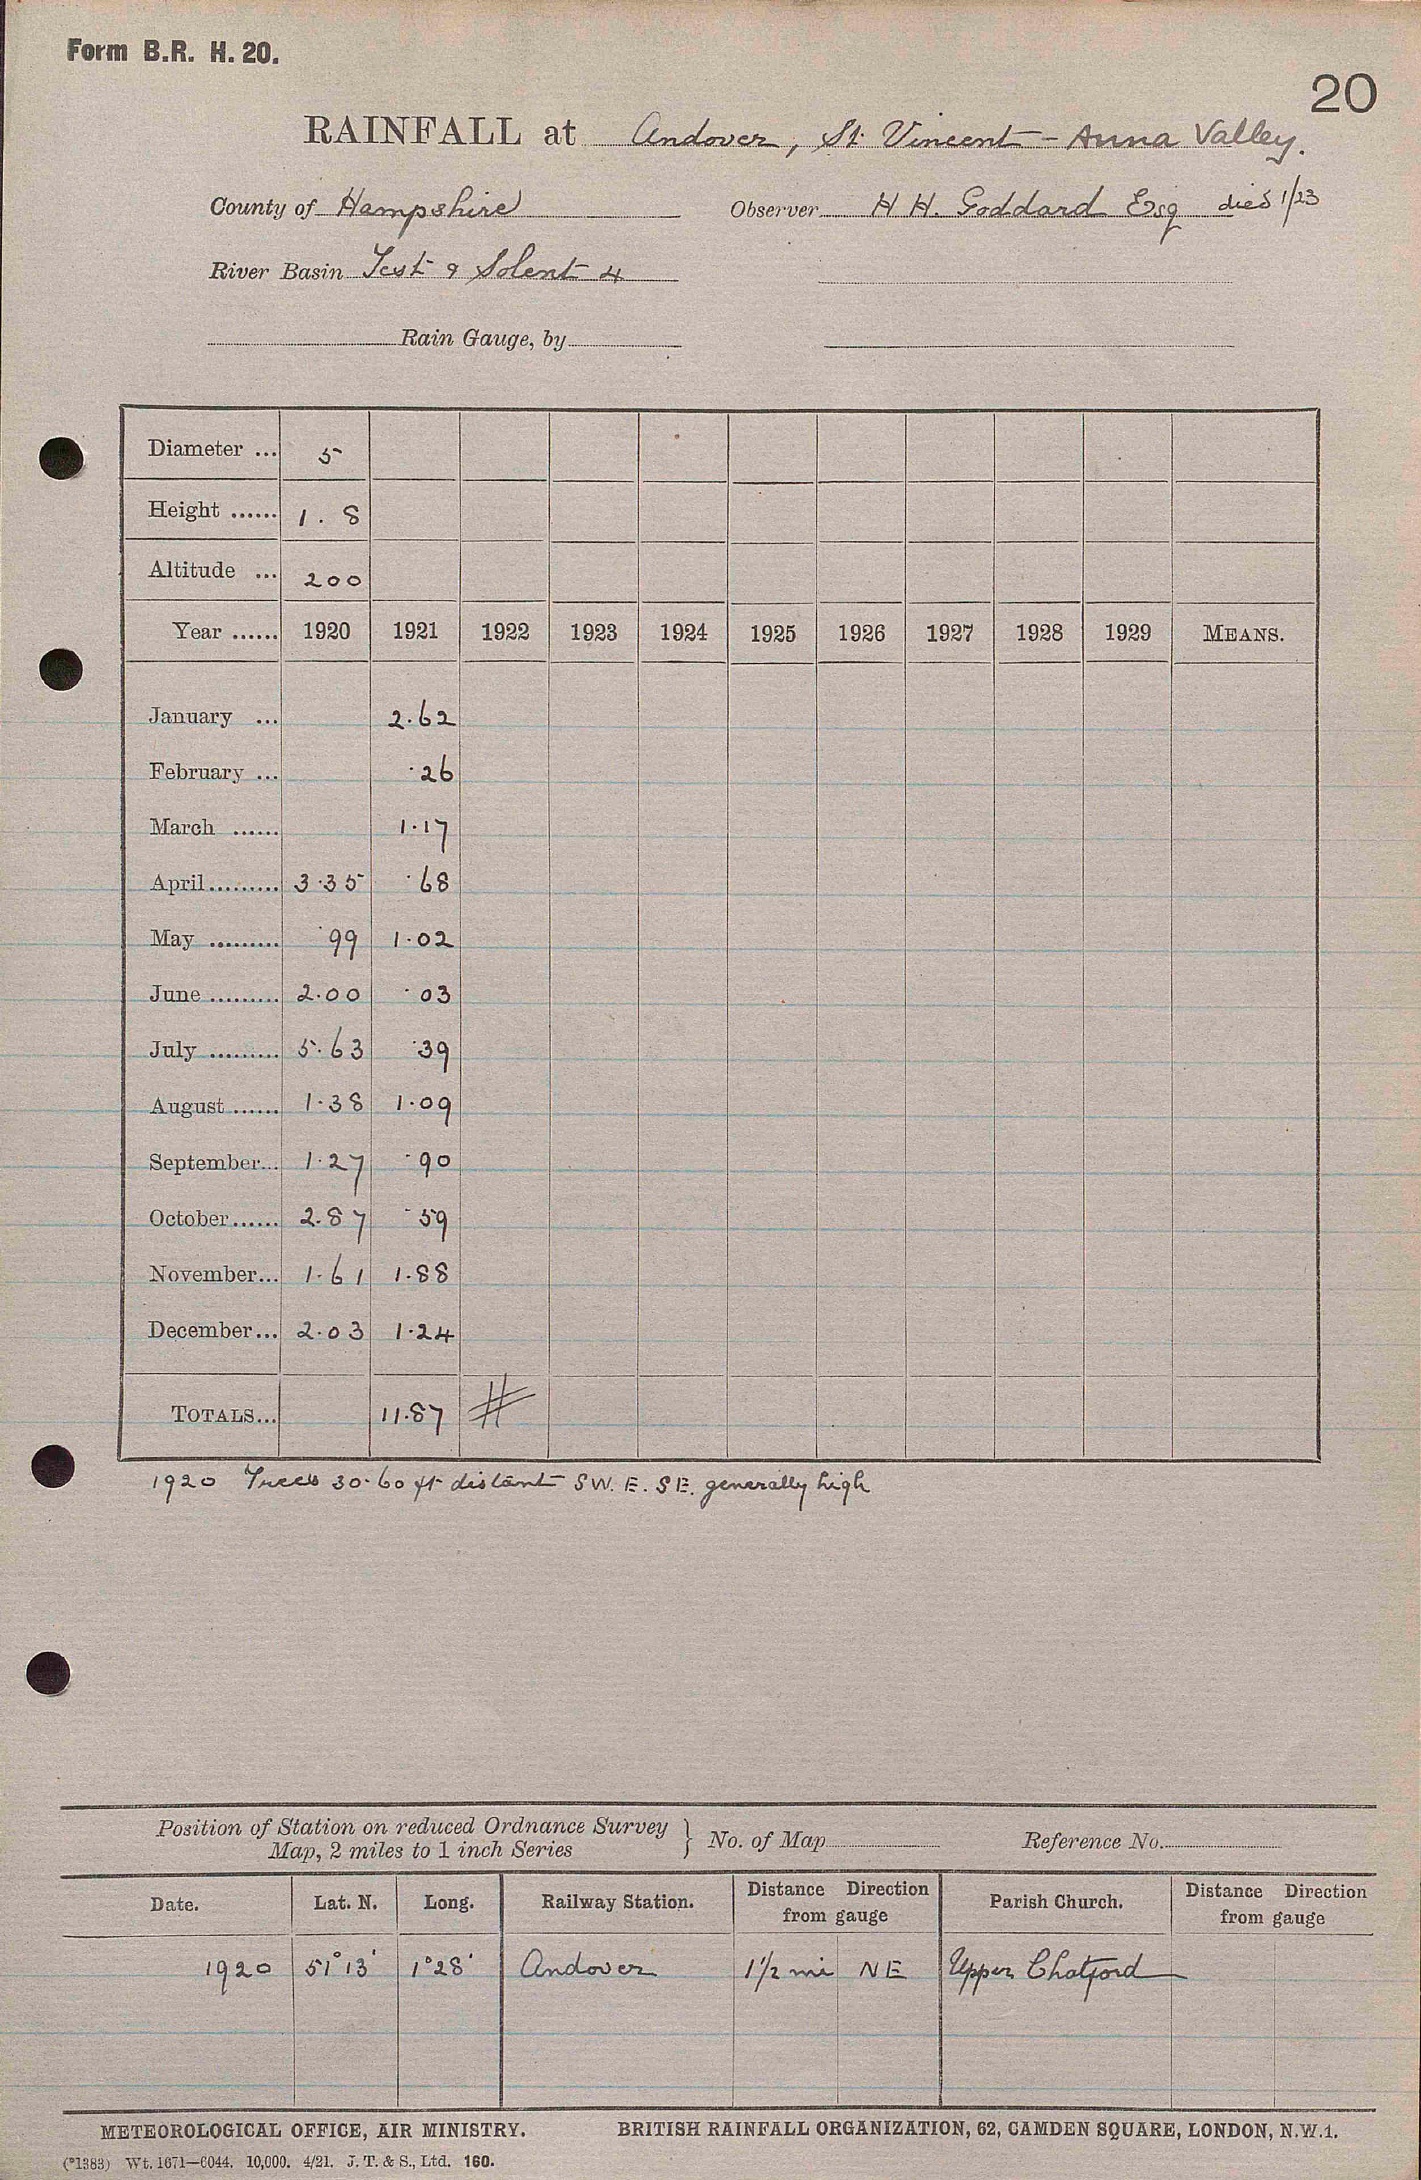 Form B.R. H. 20.
20
RAINFALL at Andover, St. Vincent - Anna Valley.
County of Hampshire Observer H H. Goddard Esq died 1/23
River Basin Test & Solent 4
Rain Gauge, by
Diameter ... 5
Height ...... 1. 8
Altitude ... 200
Year ...... 1920 1921 1922 1923 1924 1925 1926 1927 1928 1929 MEANS.
January ... 2.62
February ... ·26
March ...... 1.17
April......... 3.35 ·68
May ......... ·99 1.02
June ......... 2.00 ·03
July ......... 5.63 ·39
August ...... 1.38 1.09
September... 1.27 ·90
October...... 2.87 ·59
November... 1.61 1.88
December... 2.03 1.24
TOTALS... 11.87 #
1920 Trees 30-60 ft distant SW. E. SE. generally high
Position of Station on reduced Ordnance Survey
Map, 2 miles to 1 inch Series } No. of Map Reference No.
Date. Lat. N. Long. Railway Station. Distance Direction from gauge Parish Church. Distance Direction from gauge
1920 51°13' 1°28' Andover 1½ mi NE Upper Chatford
METEOROLOGICAL OFFICE, AIR MINISTRY. BRITISH RAINFALL ORGANIZATION, 62, CAMDEN SQUARE, LONDON, N.W.1.
(*1383) Wt. 1671—6044. 10,000. 4/21. J. T. & S., Ltd. 160.